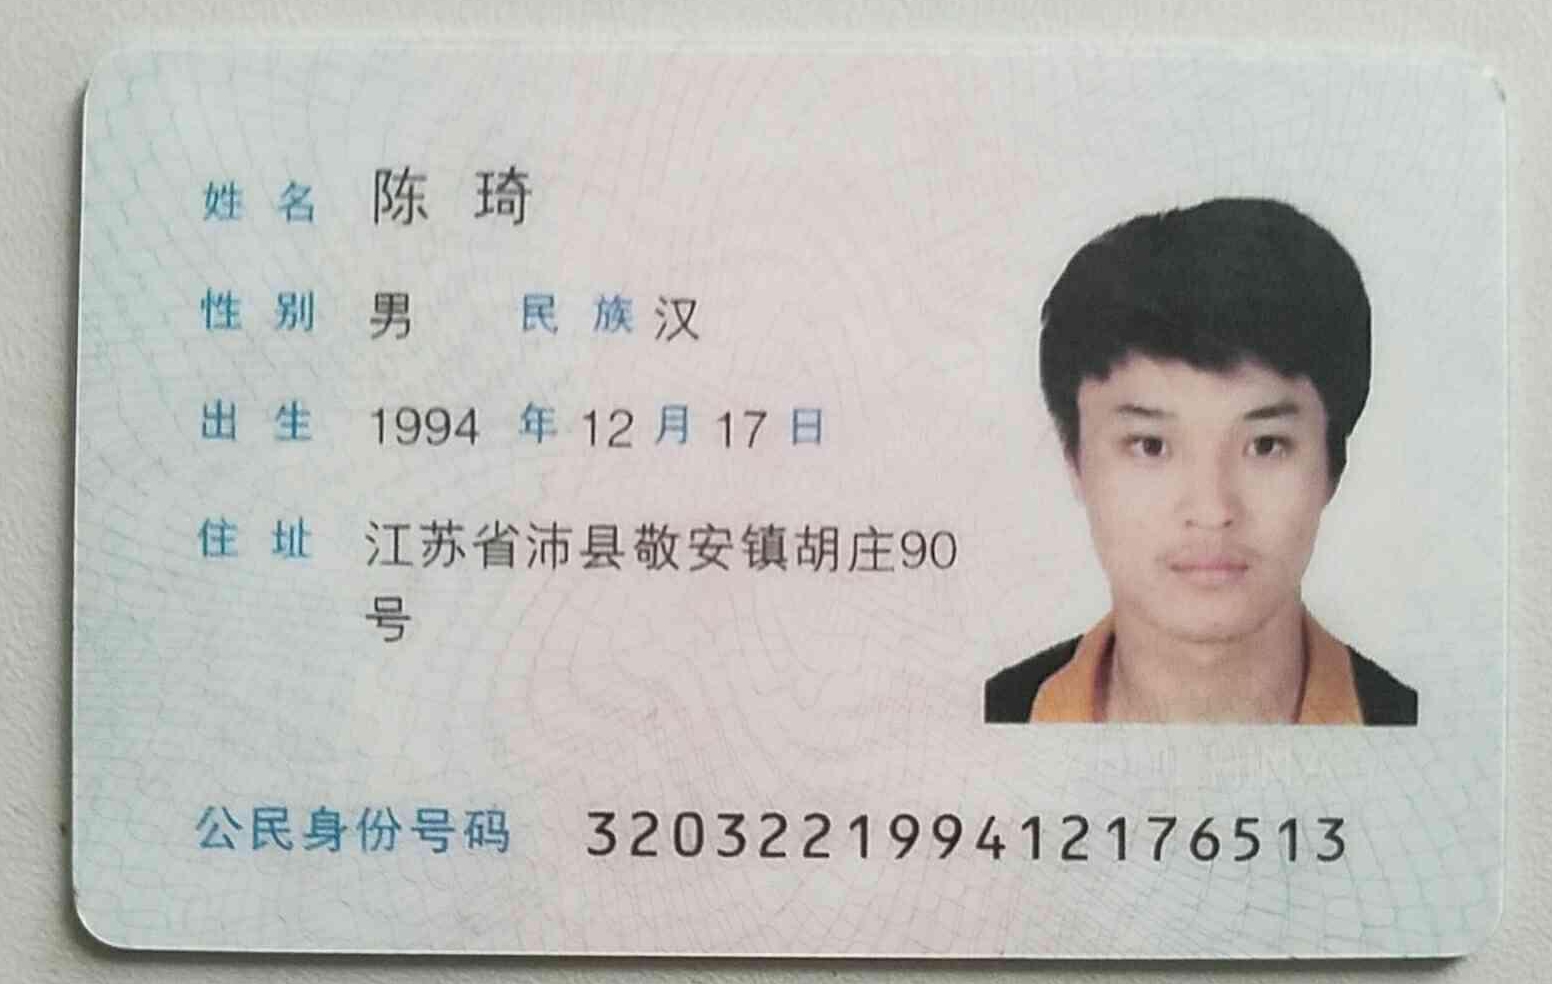 姓名 陈琦
性别 男 民族 汉
出生 1994 年 12 月 17 日
住址 江苏省沛县敬安镇胡庄90
号
公民身份号码 320322199412176513